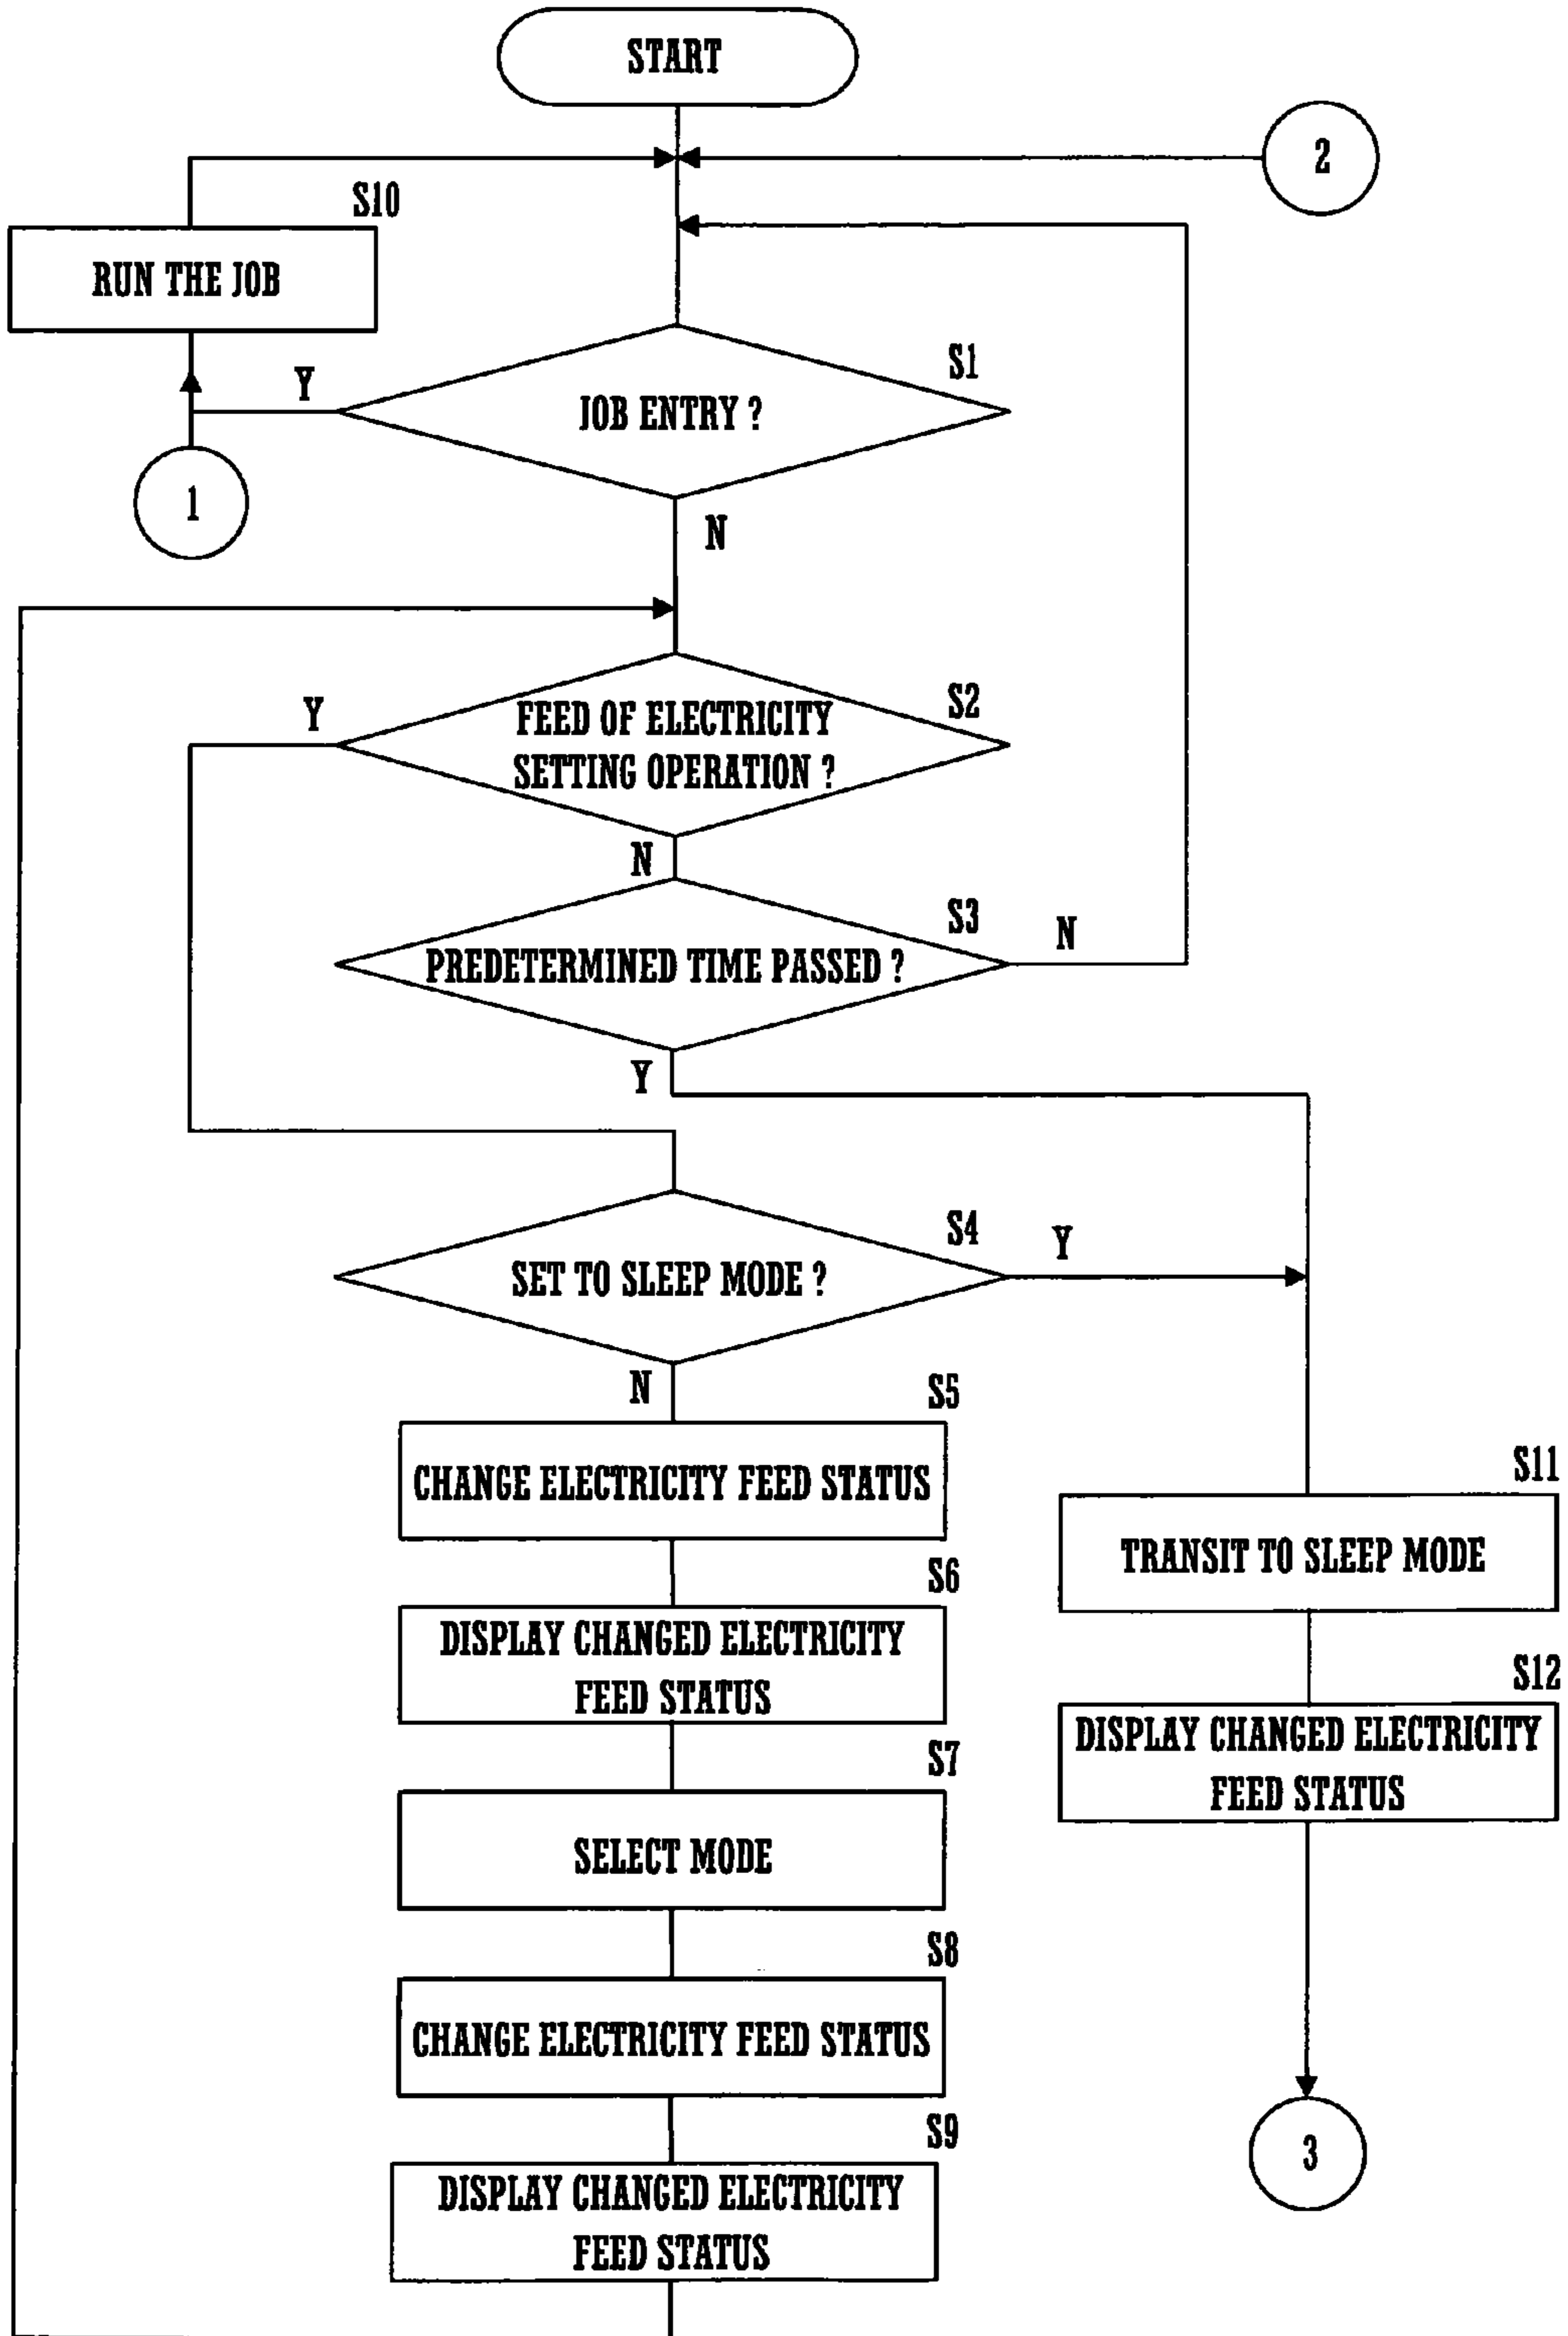 START
2
S10
RUN THE JOB
S1
Y
JOB ENTRY ?
1
N
S2
Y
FEED OF ELECTRICITY
SETTING OPERATION ?
N
S3
N
PREDETERMINED TIME PASSED ?
Y
S4
Y
SET TO SLEEP MODE ?
N
S5
CHANGE ELECTRICITY FEED STATUS
S11
TRANSIT TO SLEEP MODE
S6
DISPLAY CHANGED ELECTRICITY
FEED STATUS
S12
DISPLAY CHANGED ELECTRICITY
FEED STATUS
S7
SELECT MODE
S8
CHANGE ELECTRICITY FEED STATUS
S9
DISPLAY CHANGED ELECTRICITY
FEED STATUS
3